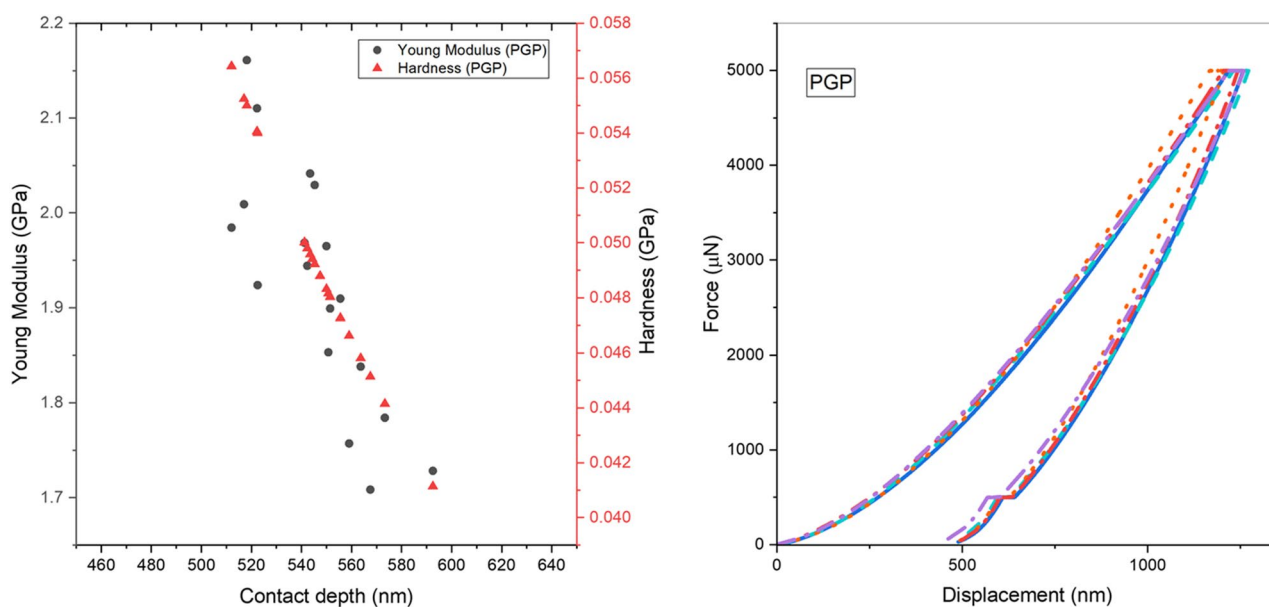 Young Modulus (PGP)
Hardness (PGP)
2.2
2.1
2.0
1.9
1.8
1.7
Young Modulus (GPa)
0.058
0.056
0.054
0.052
0.050
0.048
0.046
0.044
0.042
0.040
Hardness (GPa)
460 480 500 520 540 560 580 600 620 640
Contact depth (nm)
PGP
5000
4000
3000
2000
1000
0
Force (µN)
0 500 1000
Displacement (nm)